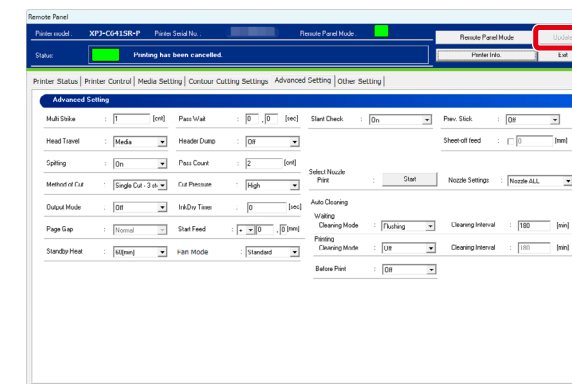 Remote Panel
Printer model : XPJ-C641SR-P Printer Serial No. : Remote Panel Mode :
Remote Panel Mode Update
Status: Printing has been cancelled. Printer Info. Exit
Printer Status Printer Control Media Setting Contour Cutting Settings Advanced Setting Other Setting
Advanced Setting
Multi Strike : 1 [cnt] Pass Wait : 0 . 0 [sec] Slant Check : On Prev. Stick : Off
Head Travel : Media Header Dump : Off Sheet-off feed : 0 [mm]
Spitting : On Pass Count : 2 [cnt]
Select Nozzle
Print : Start Nozzle Settings : Nozzle ALL
Method of Cut : Single Cut - 3 st Cut Pressure : High
Output Mode : Off InkDry Timer : 0 [sec] Auto Cleaning
Waiting
Cleaning Mode : Flushing Cleaning Interval : 180 [min]
Page Gap : Normal Start Feed : + 0 . 0 [mm]
Printing
Cleaning Mode : Off Cleaning Interval : 180 [min]
Standby Heat : Fan Mode : Standard
Before Print : Off